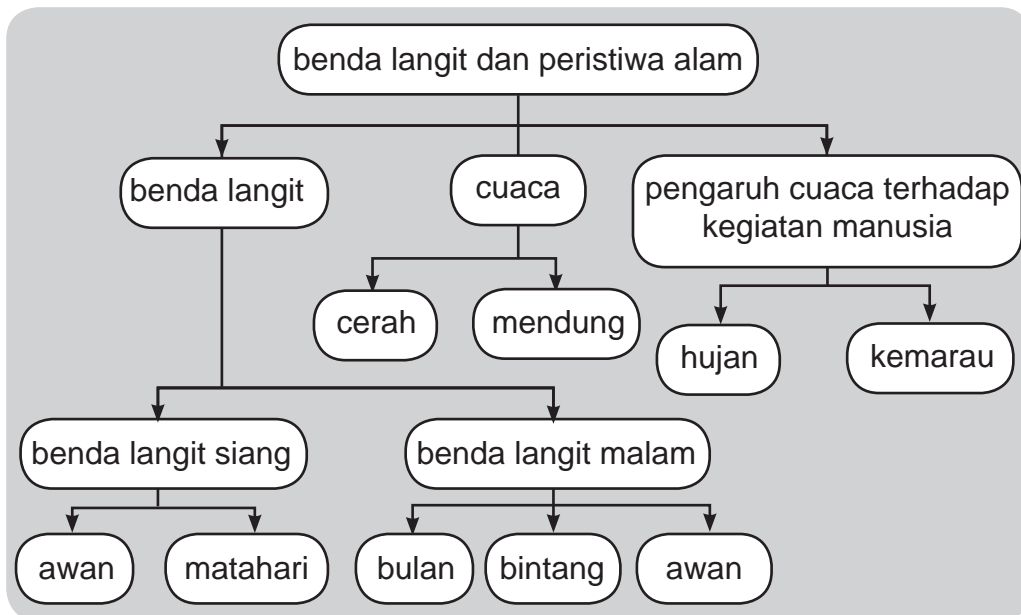 benda langit dan peristiwa alam
benda langit
cuaca
pengaruh cuaca terhadap
kegiatan manusia
cerah
mendung
hujan
kemarau
benda langit siang
benda langit malam
awan
matahari
bulan
bintang
awan